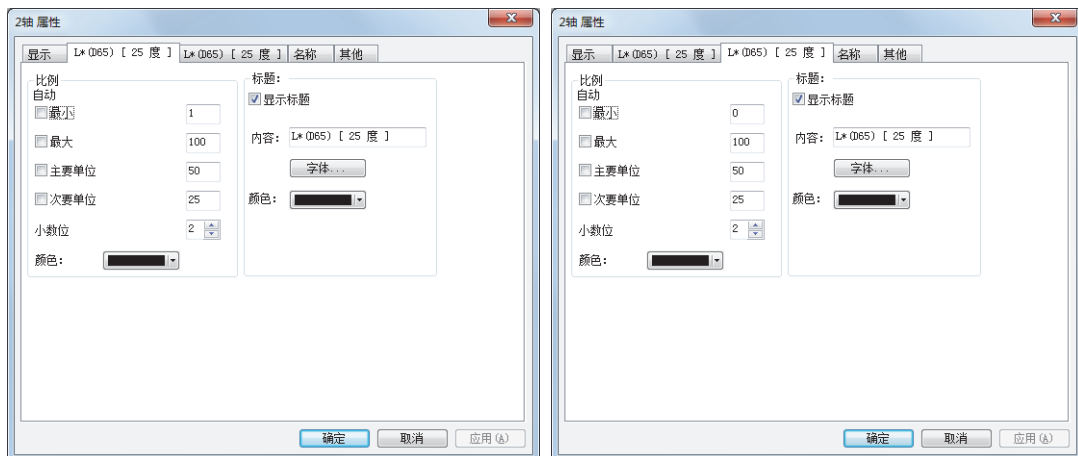 2轴 属性
显示 L*(D65) [ 25 度 ] L*(D65) [ 25 度 ] 名称 其他
比例
自动
最小 1
最大 100
主要单位 50
次要单位 25
小数位 2
颜色:
标题:
显示标题
内容: L*(D65) [ 25 度 ]
字体...
颜色:
确定 取消 应用(A)
2轴 属性
显示 L*(D65) [ 25 度 ] L*(D65) [ 25 度 ] 名称 其他
比例
自动
最小 0
最大 100
主要单位 50
次要单位 25
小数位 2
颜色:
标题:
显示标题
内容: L*(D65) [ 25 度 ]
字体...
颜色:
确定 取消 应用(A)